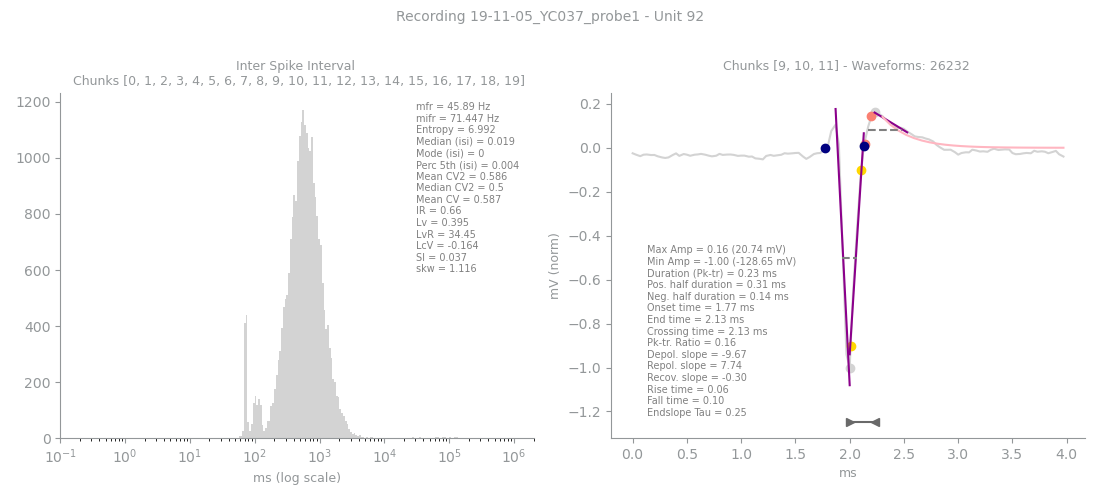 Recording 19-11-05_YC037_probe1 - Unit 92
Inter Spike Interval
Chunks [0, 1, 2, 3, 4, 5, 6, 7, 8, 9, 10, 11, 12, 13, 14, 15, 16, 17, 18, 19]
1200
1000
800
600
400
200
0
mfr = 45.89 Hz
mifr = 71.447 Hz
Entropy = 6.992
Median (isi) = 0.019
Mode (isi) = 0
Perc 5th (isi) = 0.004
Mean CV2 = 0.586
Median CV2 = 0.5
Mean CV = 0.587
IR = 0.66
Lv = 0.395
LvR = 34.45
LcV = -0.164
SI = 0.037
skw = 1.116
10⁻¹ 10⁰ 10¹ 10² 10³ 10⁴ 10⁵ 10⁶
ms (log scale)
Chunks [9, 10, 11] - Waveforms: 26232
mV (norm)
0.2
0.0
−0.2
−0.4
−0.6
−0.8
−1.0
−1.2
Max Amp = 0.16 (20.74 mV)
Min Amp = -1.00 (-128.65 mV)
Duration (Pk-tr) = 0.23 ms
Pos. half duration = 0.31 ms
Neg. half duration = 0.14 ms
Onset time = 1.77 ms
End time = 2.13 ms
Crossing time = 2.13 ms
Pk-tr. Ratio = 0.16
Depol. slope = -9.67
Repol. slope = 7.74
Recov. slope = -0.30
Rise time = 0.06
Fall time = 0.10
Endslope Tau = 0.25
0.0 0.5 1.0 1.5 2.0 2.5 3.0 3.5 4.0
ms